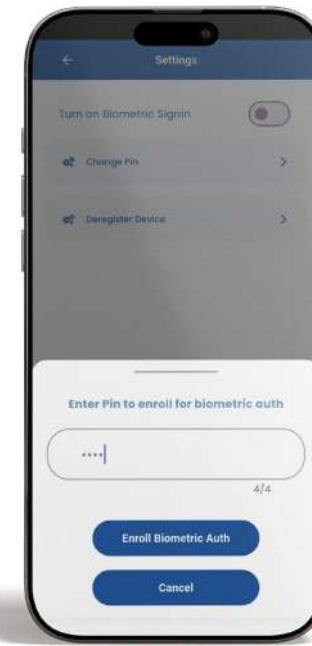 Settings
Turn on Biometric Signin
Change Pin
Deregister Device
Enter Pin to enroll for biometric auth
••••
4/4
Enroll Biometric Auth
Cancel